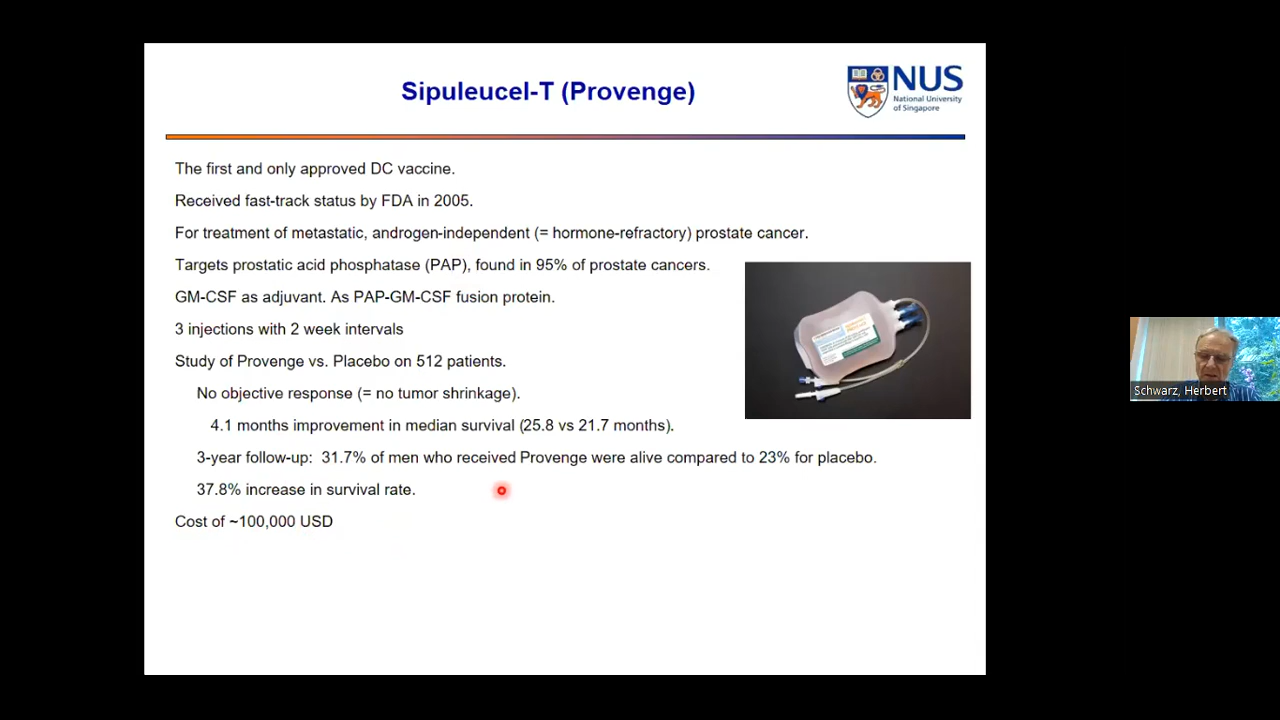 Sipuleucel-T (Provenge)
NUS
National University
of Singapore
The first and only approved DC vaccine.
Received fast-track status by FDA in 2005.
For treatment of metastatic, androgen-independent (= hormone-refractory) prostate cancer.
Targets prostatic acid phosphatase (PAP), found in 95% of prostate cancers.
GM-CSF as adjuvant. As PAP-GM-CSF fusion protein.
3 injections with 2 week intervals
Study of Provenge vs. Placebo on 512 patients.
No objective response (= no tumor shrinkage).
4.1 months improvement in median survival (25.8 vs 21.7 months).
3-year follow-up: 31.7% of men who received Provenge were alive compared to 23% for placebo.
37.8% increase in survival rate.
Cost of ~100,000 USD
Schwarz, Herbert